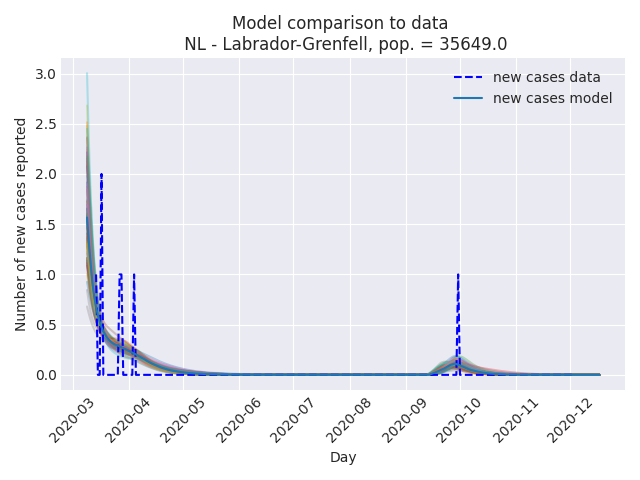 Model comparison to data
NL - Labrador-Grenfell, pop. = 35649.0
new cases data
new cases model
Number of new cases reported
3.0
2.5
2.0
1.5
1.0
0.5
0.0
2020-03
2020-04
2020-05
2020-06
2020-07
2020-08
2020-09
2020-10
2020-11
2020-12
Day